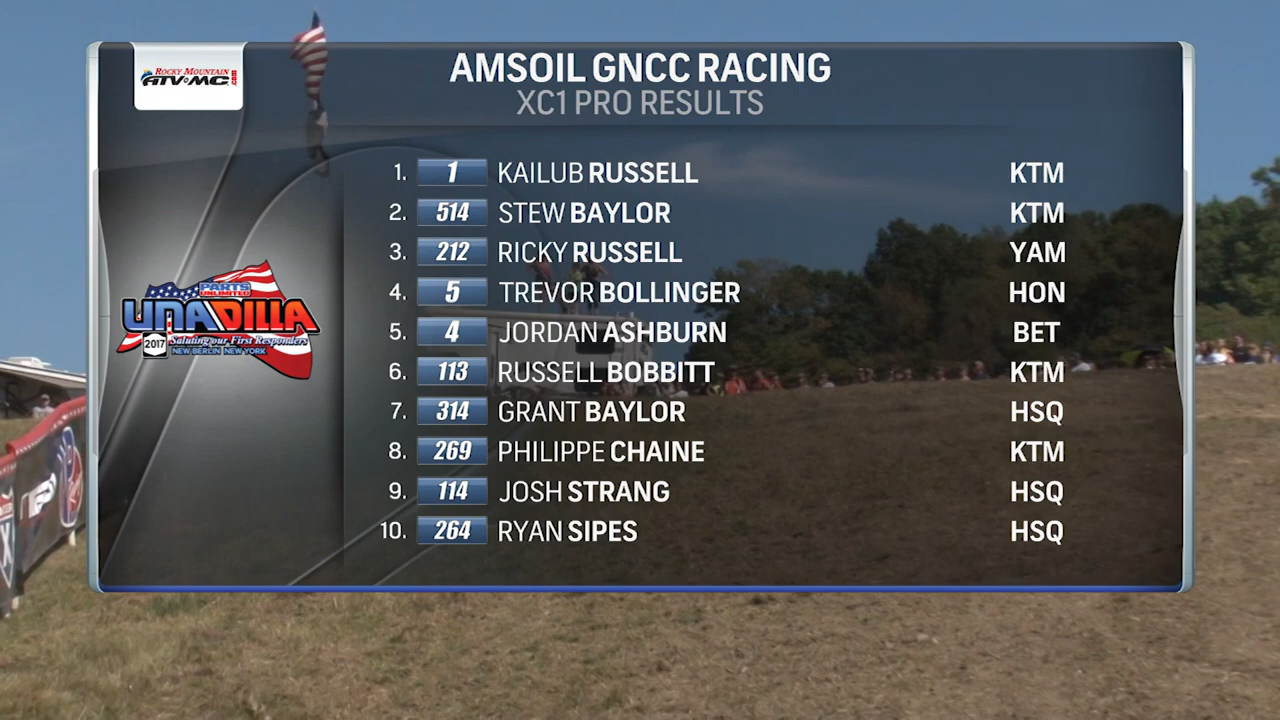 ROCKY MOUNTAIN
ATV MC.com
AMSOIL GNCC RACING
XC1 PRO RESULTS
1. 1 KAILUB RUSSELL KTM
2. 514 STEW BAYLOR KTM
3. 212 RICKY RUSSELL YAM
4. 5 TREVOR BOLLINGER HON
5. 4 JORDAN ASHBURN BET
6. 113 RUSSELL BOBBITT KTM
7. 314 GRANT BAYLOR HSQ
8. 269 PHILIPPE CHAINE KTM
9. 114 JOSH STRANG HSQ
10. 264 RYAN SIPES HSQ
PARTS
UNLIMITED
UNADILLA
2017 Saluting our First Responders
NEW BERLIN, NEW YORK